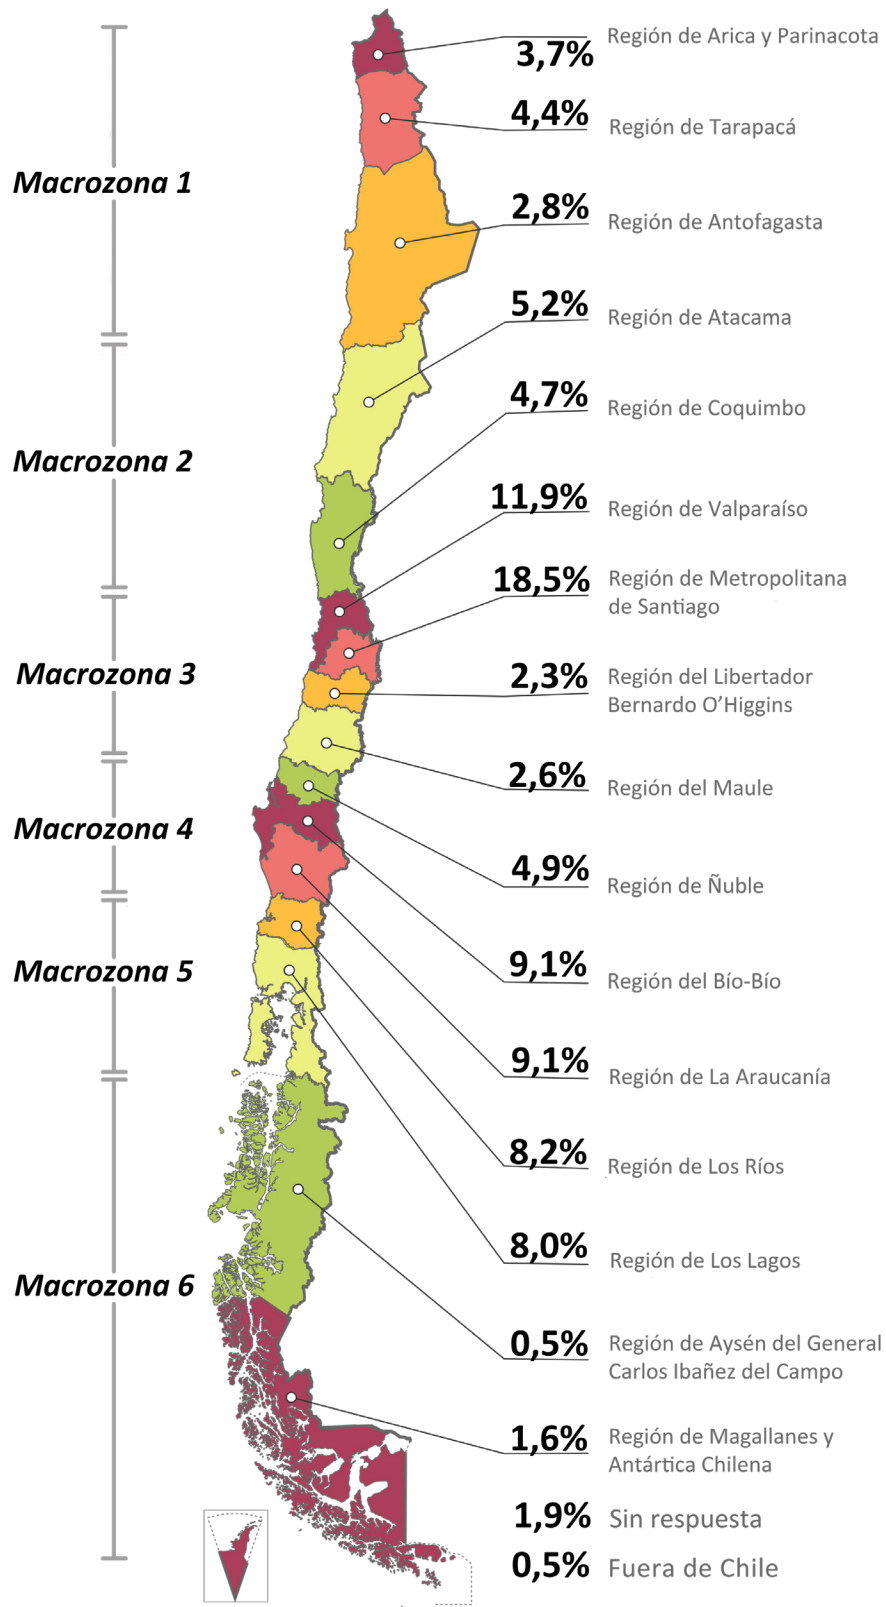 Macrozona 1
Macrozona 2
Macrozona 3
Macrozona 4
Macrozona 5
Macrozona 6
3,7% Región de Arica y Parinacota
4,4% Región de Tarapacá
2,8% Región de Antofagasta
5,2% Región de Atacama
4,7% Región de Coquimbo
11,9% Región de Valparaíso
18,5% Región de Metropolitana
de Santiago
2,3% Región del Libertador
Bernardo O’Higgins
2,6% Región del Maule
4,9% Región de Ñuble
9,1% Región del Bío-Bío
9,1% Región de La Araucanía
8,2% Región de Los Ríos
8,0% Región de Los Lagos
0,5% Región de Aysén del General
Carlos Ibañez del Campo
1,6% Región de Magallanes y
Antártica Chilena
1,9% Sin respuesta
0,5% Fuera de Chile